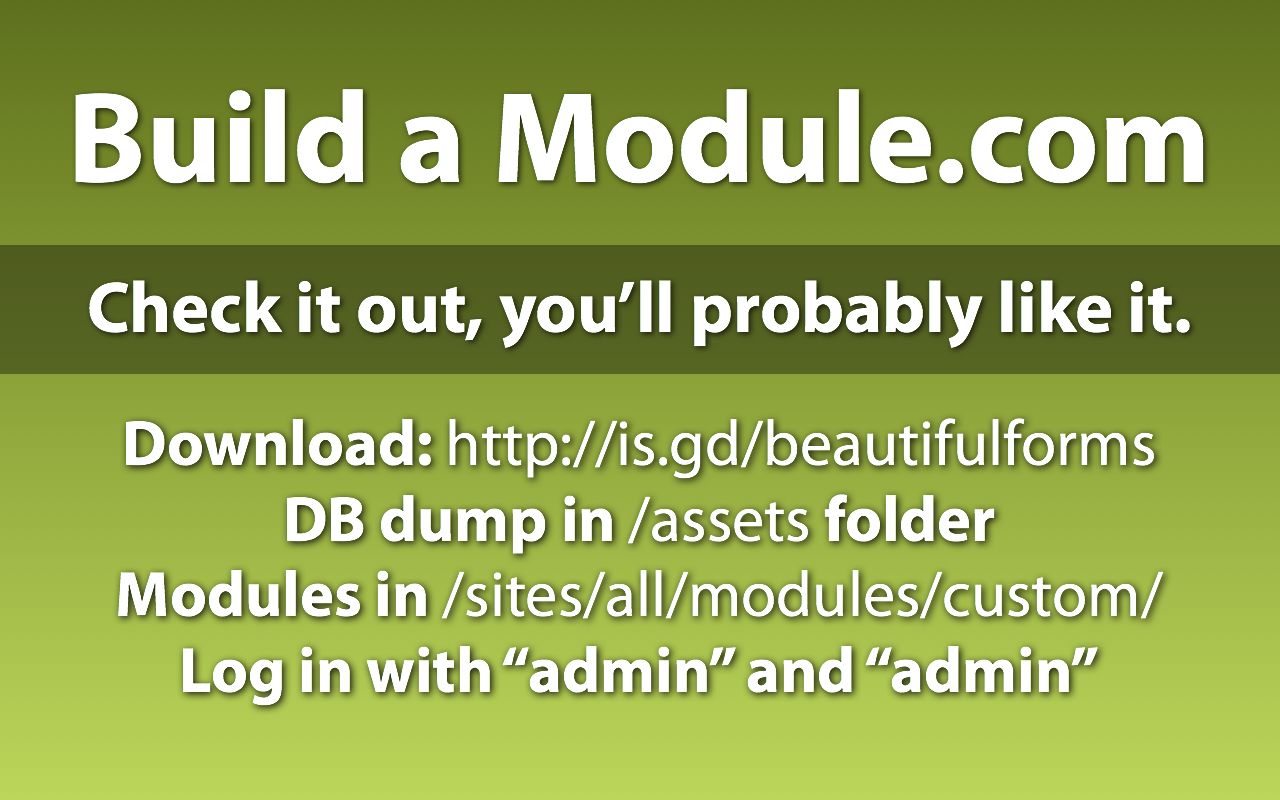 Build a Module.com
Check it out, you’ll probably like it.
Download: http://is.gd/beautifulforms
DB dump in /assets folder
Modules in /sites/all/modules/custom/
Log in with “admin” and “admin”